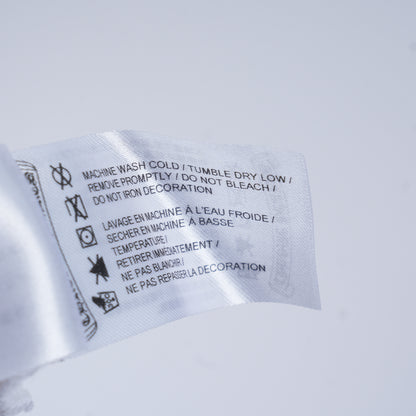 MACHINE WASH COLD / TUMBLE DRY LOW /
REMOVE PROMPTLY / DO NOT BLEACH /
DO NOT IRON DECORATION
LAVAGE EN MACHINE À L'EAU FROIDE /
SECHER EN MACHINE À BASSE
TEMPERATURE /
RETIRER IMMÉDIATEMENT /
NE PAS BLANCHIR /
NE PAS REPASSER LA DECORATION